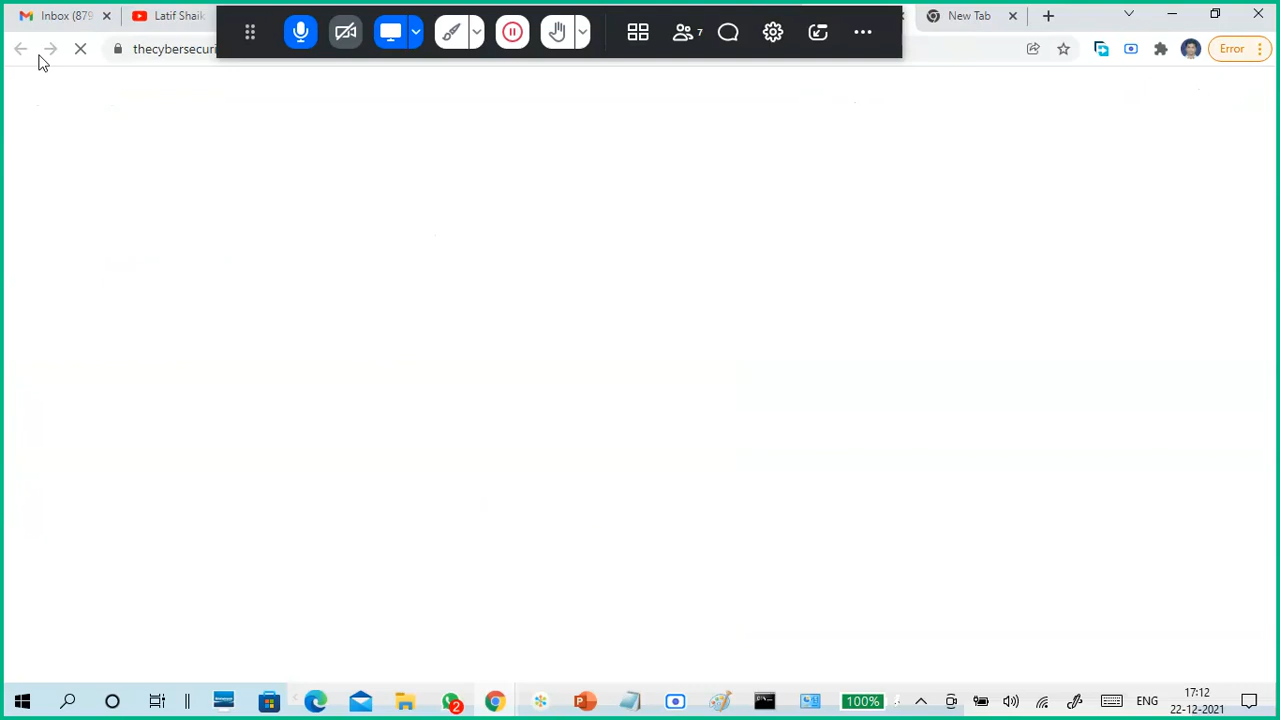 Inbox (879
Latif Shaik
New Tab
thecybersecuri
7
Error
2
100%
ENG
17:12
22-12-2021